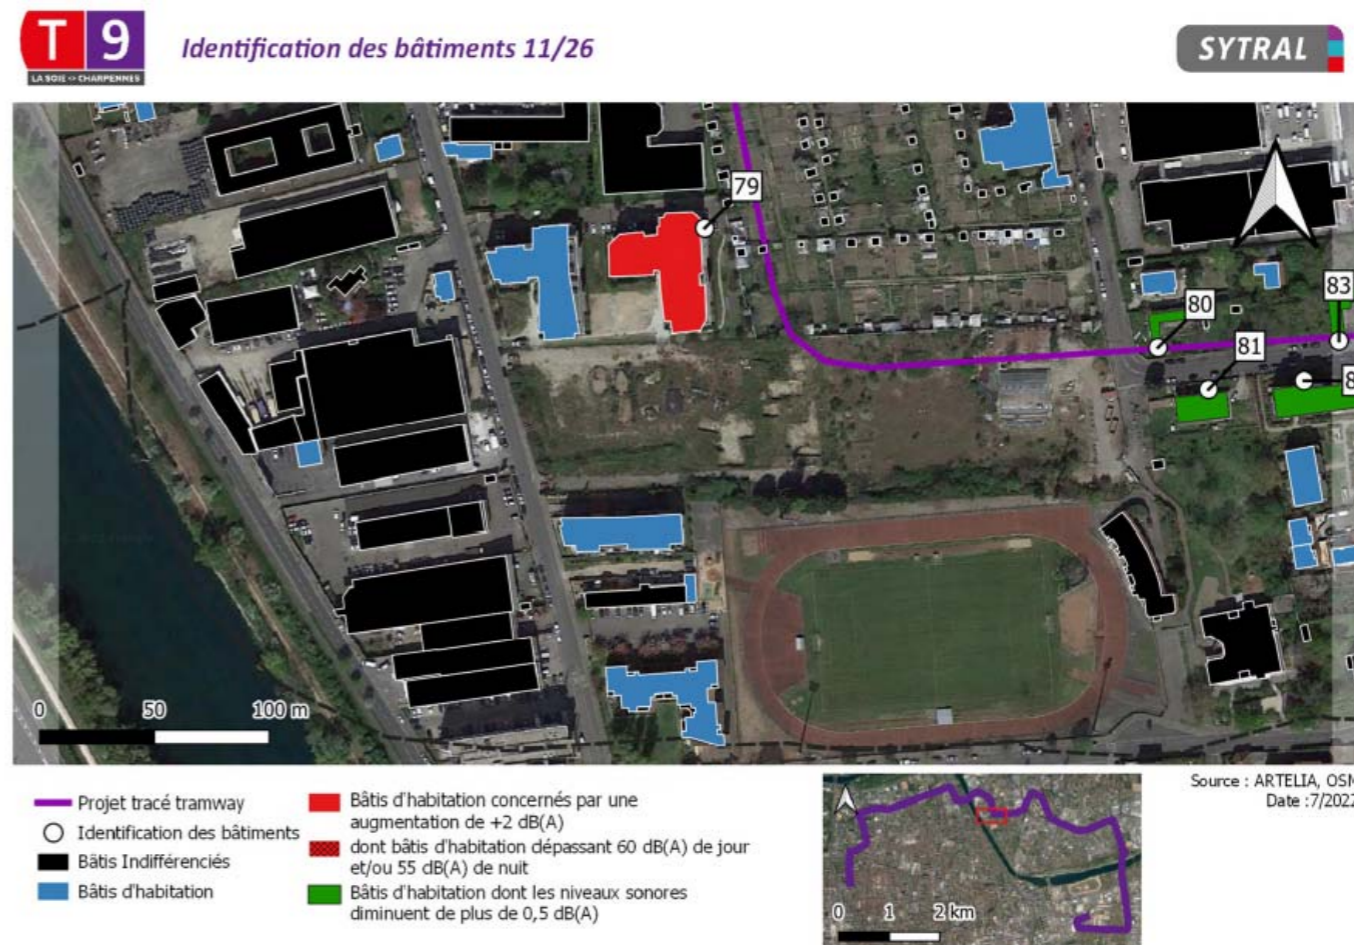 T 9
LA SOIE <> CHARPENNES
Identification des bâtiments 11/26
SYTRAL
79
80
81
83
8
0 50 100 m
Projet tracé tramway
Identification des bâtiments
Bâtis Indifférenciés
Bâtis d'habitation
Bâtis d'habitation concernés par une
augmentation de +2 dB(A)
dont bâtis d'habitation dépassant 60 dB(A) de jour
et/ou 55 dB(A) de nuit
Bâtis d'habitation dont les niveaux sonores
diminuent de plus de 0,5 dB(A)
0 1 2 km
Source : ARTELIA, OSM
Date :7/2022